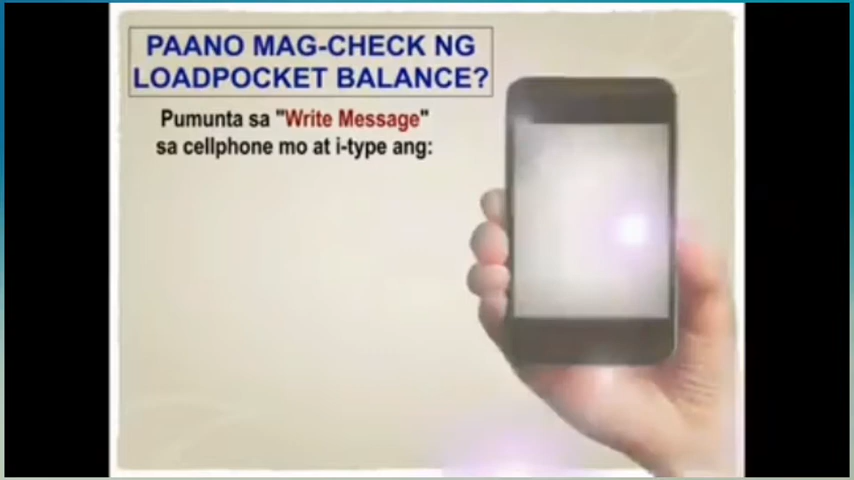 PAANO MAG-CHECK NG
LOADPOCKET BALANCE?
Pumunta sa "Write Message"
sa cellphone mo at i-type ang: